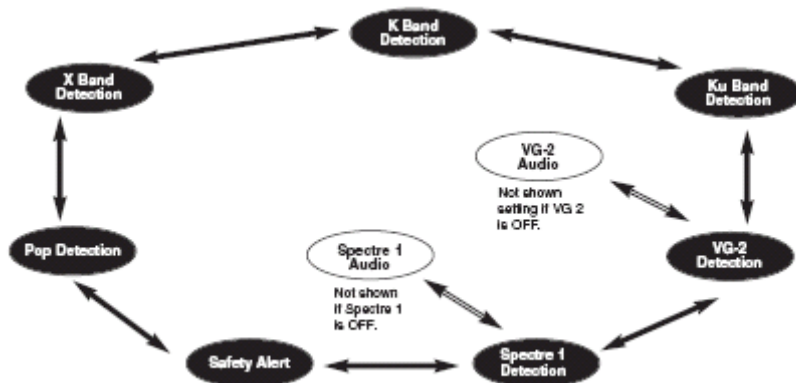 K Band
Detection
X Band
Detection
Ku Band
Detection
VG-2
Audio
Not shown
setting if VG 2
is OFF.
Pop Detection
Spectre 1
Audio
VG-2
Detection
Not shown
if Spectre 1
is OFF.
Safety Alert
Spectre 1
Detection